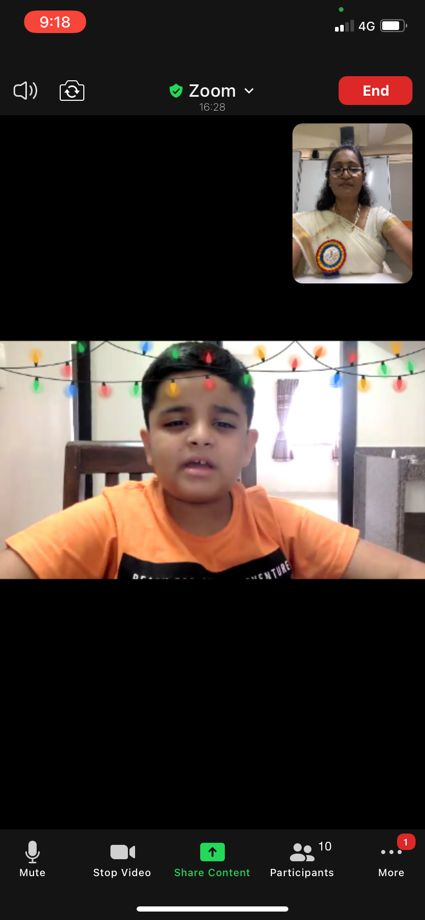 9:18
4G
Zoom
End
16:28
ADVENTURE
Mute
Stop Video
Share Content
Participants
10
More
1